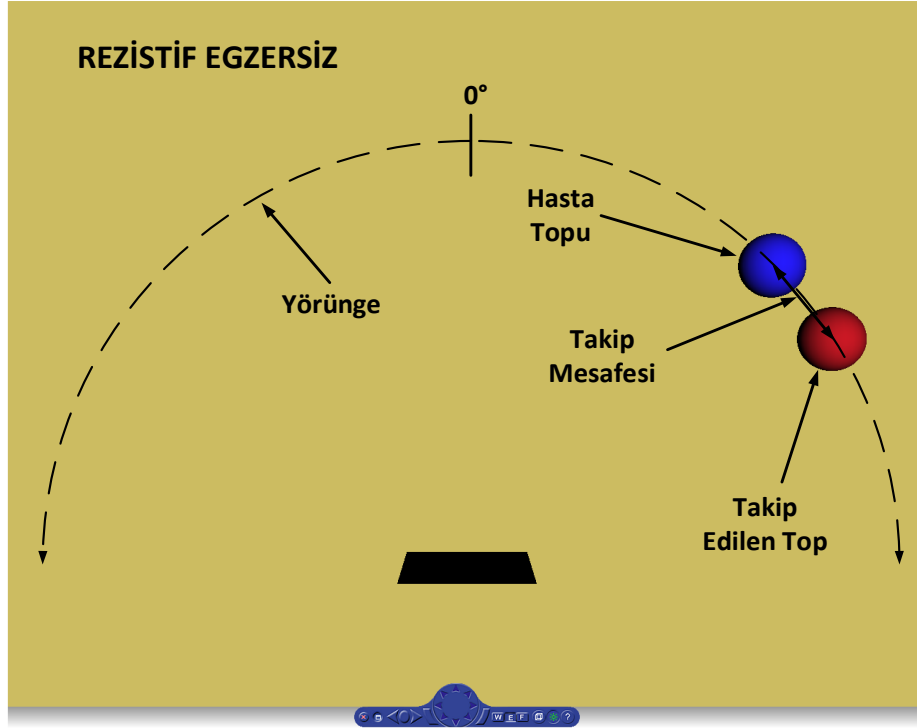 REZİSTİF EGZERSİZ
0°
Hasta
Topu
Yörünge
Takip
Mesafesi
Takip
Edilen Top
W E F ?